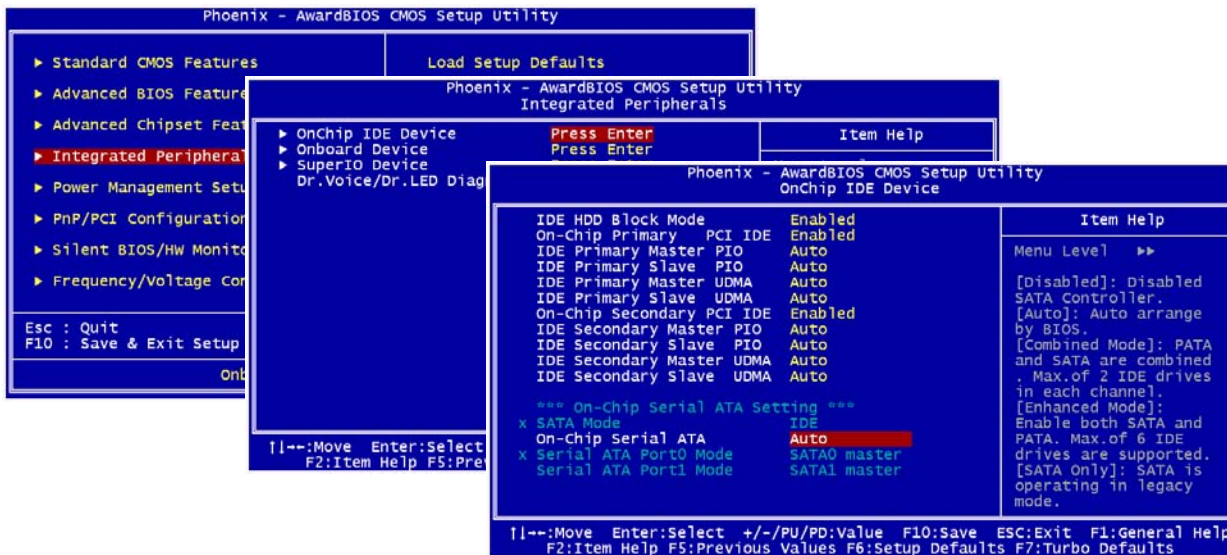 Phoenix - AwardBIOS CMOS Setup Utility
► Standard CMOS Features
Load Setup Defaults
► Advanced BIOS Feature
► Advanced Chipset Feat
► Integrated Peripheral
► Power Management Setu
► PnP/PCI Configuration
► Silent BIOS/HW Monito
► Frequency/Voltage Con
Esc : Quit
F10 : Save & Exit Setup
Onb
Phoenix - AwardBIOS CMOS Setup Utility
Integrated Peripherals
► OnChip IDE Device Press Enter
► Onboard Device Press Enter
► SuperIO Device
Dr.Voice/Dr.LED Diag
Item Help
↑↓→←:Move Enter:Select
F2:Item Help F5:Prev
Phoenix - AwardBIOS CMOS Setup Utility
OnChip IDE Device
IDE HDD Block Mode Enabled
On-Chip Primary PCI IDE Enabled
IDE Primary Master PIO Auto
IDE Primary Slave PIO Auto
IDE Primary Master UDMA Auto
IDE Primary Slave UDMA Auto
On-Chip Secondary PCI IDE Enabled
IDE Secondary Master PIO Auto
IDE Secondary Slave PIO Auto
IDE Secondary Master UDMA Auto
IDE Secondary Slave UDMA Auto
*** On-Chip Serial ATA Setting ***
x SATA Mode IDE
On-Chip Serial ATA Auto
x Serial ATA Port0 Mode SATA0 master
Serial ATA Port1 Mode SATA1 master
Item Help
Menu Level ►►
[Disabled]: Disabled
SATA Controller.
[Auto]: Auto arrange
by BIOS.
[Combined Mode]: PATA
and SATA are combined
. Max.of 2 IDE drives
in each channel.
[Enhanced Mode]:
Enable both SATA and
PATA. Max.of 6 IDE
drives are supported.
[SATA Only]: SATA is
operating in legacy
mode.
↑↓→←:Move Enter:Select +/-/PU/PD:Value F10:Save ESC:Exit F1:General Help
F2:Item Help F5:Previous Values F6:Setup Defaults F7:Turbo Defaults